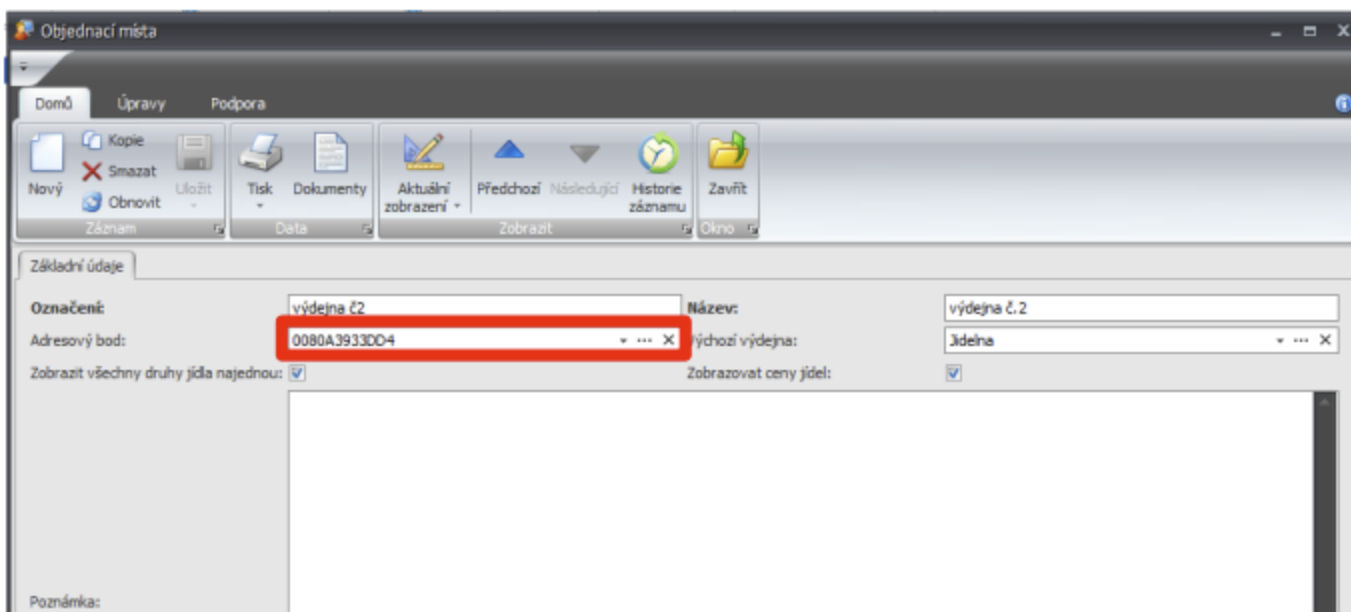 Objednací místa
Domů Úpravy Podpora
Nový Kopie Smazat Obnovit Uložit Tisk Dokumenty Aktuální zobrazení Předchozí Následující Historie záznamu Zavřít
Záznam Data Zobrazit Okno
Základní údaje
Označení: výdejna č2 Název: výdejna č.2
Adresový bod: 0080A3933DD4 Výchozí výdejna: Jidelna
Zobrazit všechny druhy jídla najednou: Zobrazovat ceny jídel:
Poznámka: